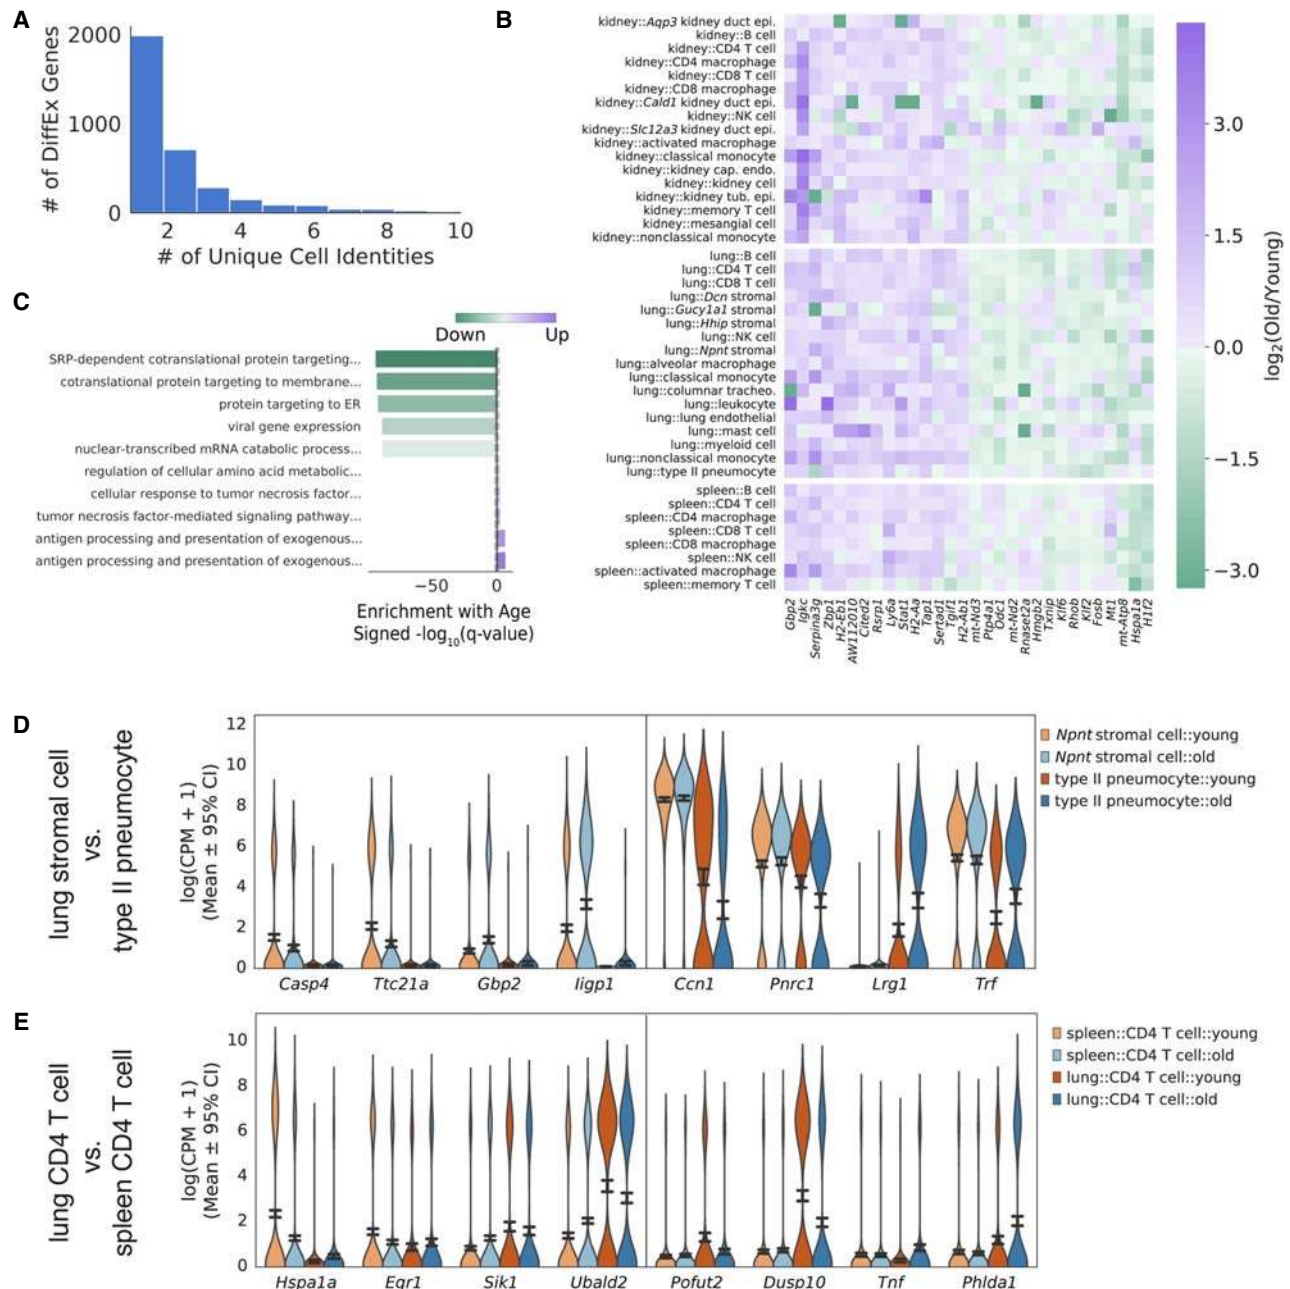 A
2000
1000
0
# of DiffEx Genes
2
4
6
8
10
# of Unique Cell Identities
B
kidney::Aqp3 kidney duct epi.
kidney::B cell
kidney::CD4 T cell
kidney::CD4 macrophage
kidney::CD8 T cell
kidney::CD8 macrophage
kidney::Cald1 kidney duct epi.
kidney::NK cell
kidney::Slc12a3 kidney duct epi.
kidney::activated macrophage
kidney::classical monocyte
kidney::kidney cap. endo.
kidney::kidney cell
kidney::kidney tub. epi.
kidney::memory T cell
kidney::mesangial cell
kidney::nonclassical monocyte
lung::B cell
lung::CD4 T cell
lung::CD8 T cell
lung::Dcn stromal
lung::Gucy1a1 stromal
lung::Hhip stromal
lung::NK cell
lung::Npnt stromal
lung::alveolar macrophage
lung::classical monocyte
lung::columnar tracheo.
lung::leukocyte
lung::lung endothelial
lung::mast cell
lung::myeloid cell
lung::nonclassical monocyte
lung::type II pneumocyte
spleen::B cell
spleen::CD4 T cell
spleen::CD4 macrophage
spleen::CD8 T cell
spleen::CD8 macrophage
spleen::NK cell
spleen::activated macrophage
spleen::memory T cell
Gbp2
Igkc
Serpina3g
Zbp1
H2-Eb1
AW112010
Cited2
Rsrp1
Ly6a
Stat1
H2-Aa
Tap1
Sertad1
Tgif1
H2-Ab1
mt-Nd3
Ptp4a1
Odc1
mt-Nd2
Rnaset2a
Hmgb2
Txnip
Klf6
Rhob
Klf2
Fosb
Mt1
mt-Atp8
Hspa1a
H1f2
3.0
1.5
0.0
−1.5
−3.0
log2(Old/Young)
C
Down
Up
SRP-dependent cotranslational protein targeting...
cotranslational protein targeting to membrane...
protein targeting to ER
viral gene expression
nuclear-transcribed mRNA catabolic process...
regulation of cellular amino acid metabolic...
cellular response to tumor necrosis factor...
tumor necrosis factor-mediated signaling pathway...
antigen processing and presentation of exogenous...
antigen processing and presentation of exogenous...
−50
0
Enrichment with Age
Signed -log10(q-value)
D
lung stromal cell
vs.
type II pneumocyte
log(CPM + 1)
(Mean ± 95% CI)
12
10
8
6
4
2
0
Casp4
Ttc21a
Gbp2
Iigp1
Ccn1
Pnrc1
Lrg1
Trf
Npnt stromal cell::young
Npnt stromal cell::old
type II pneumocyte::young
type II pneumocyte::old
E
lung CD4 T cell
vs.
spleen CD4 T cell
log(CPM + 1)
(Mean ± 95% CI)
10
8
6
4
2
0
Hspa1a
Egr1
Sik1
Ubald2
Pofut2
Dusp10
Tnf
Phlda1
spleen::CD4 T cell::young
spleen::CD4 T cell::old
lung::CD4 T cell::young
lung::CD4 T cell::old